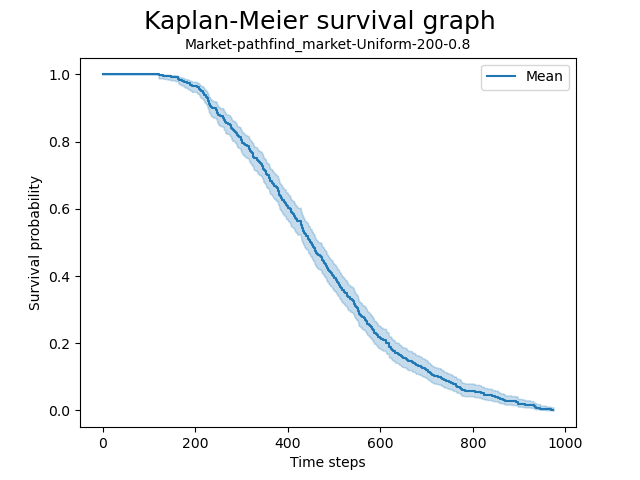 Kaplan-Meier survival graph
Market-pathfind_market-Uniform-200-0.8
Mean
1.0
0.8
0.6
0.4
0.2
0.0
Survival probability
0 200 400 600 800 1000
Time steps